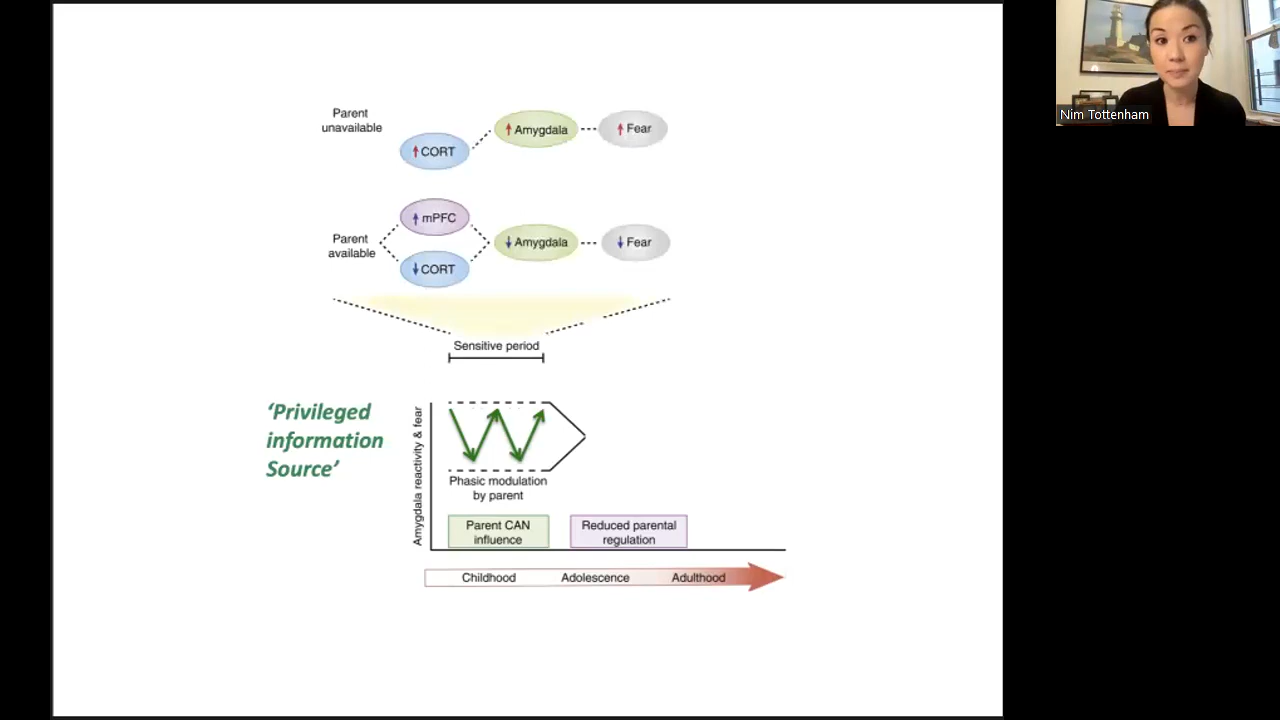 Parent
unavailable
↑CORT
↑Amygdala
↑Fear
Parent
available
↑mPFC
↓CORT
↓Amygdala
↓Fear
Sensitive period
‘Privileged
information
Source’
Amygdala reactivity & fear
Phasic modulation
by parent
Parent CAN
influence
Reduced parental
regulation
Childhood
Adolescence
Adulthood
Nim Tottenham